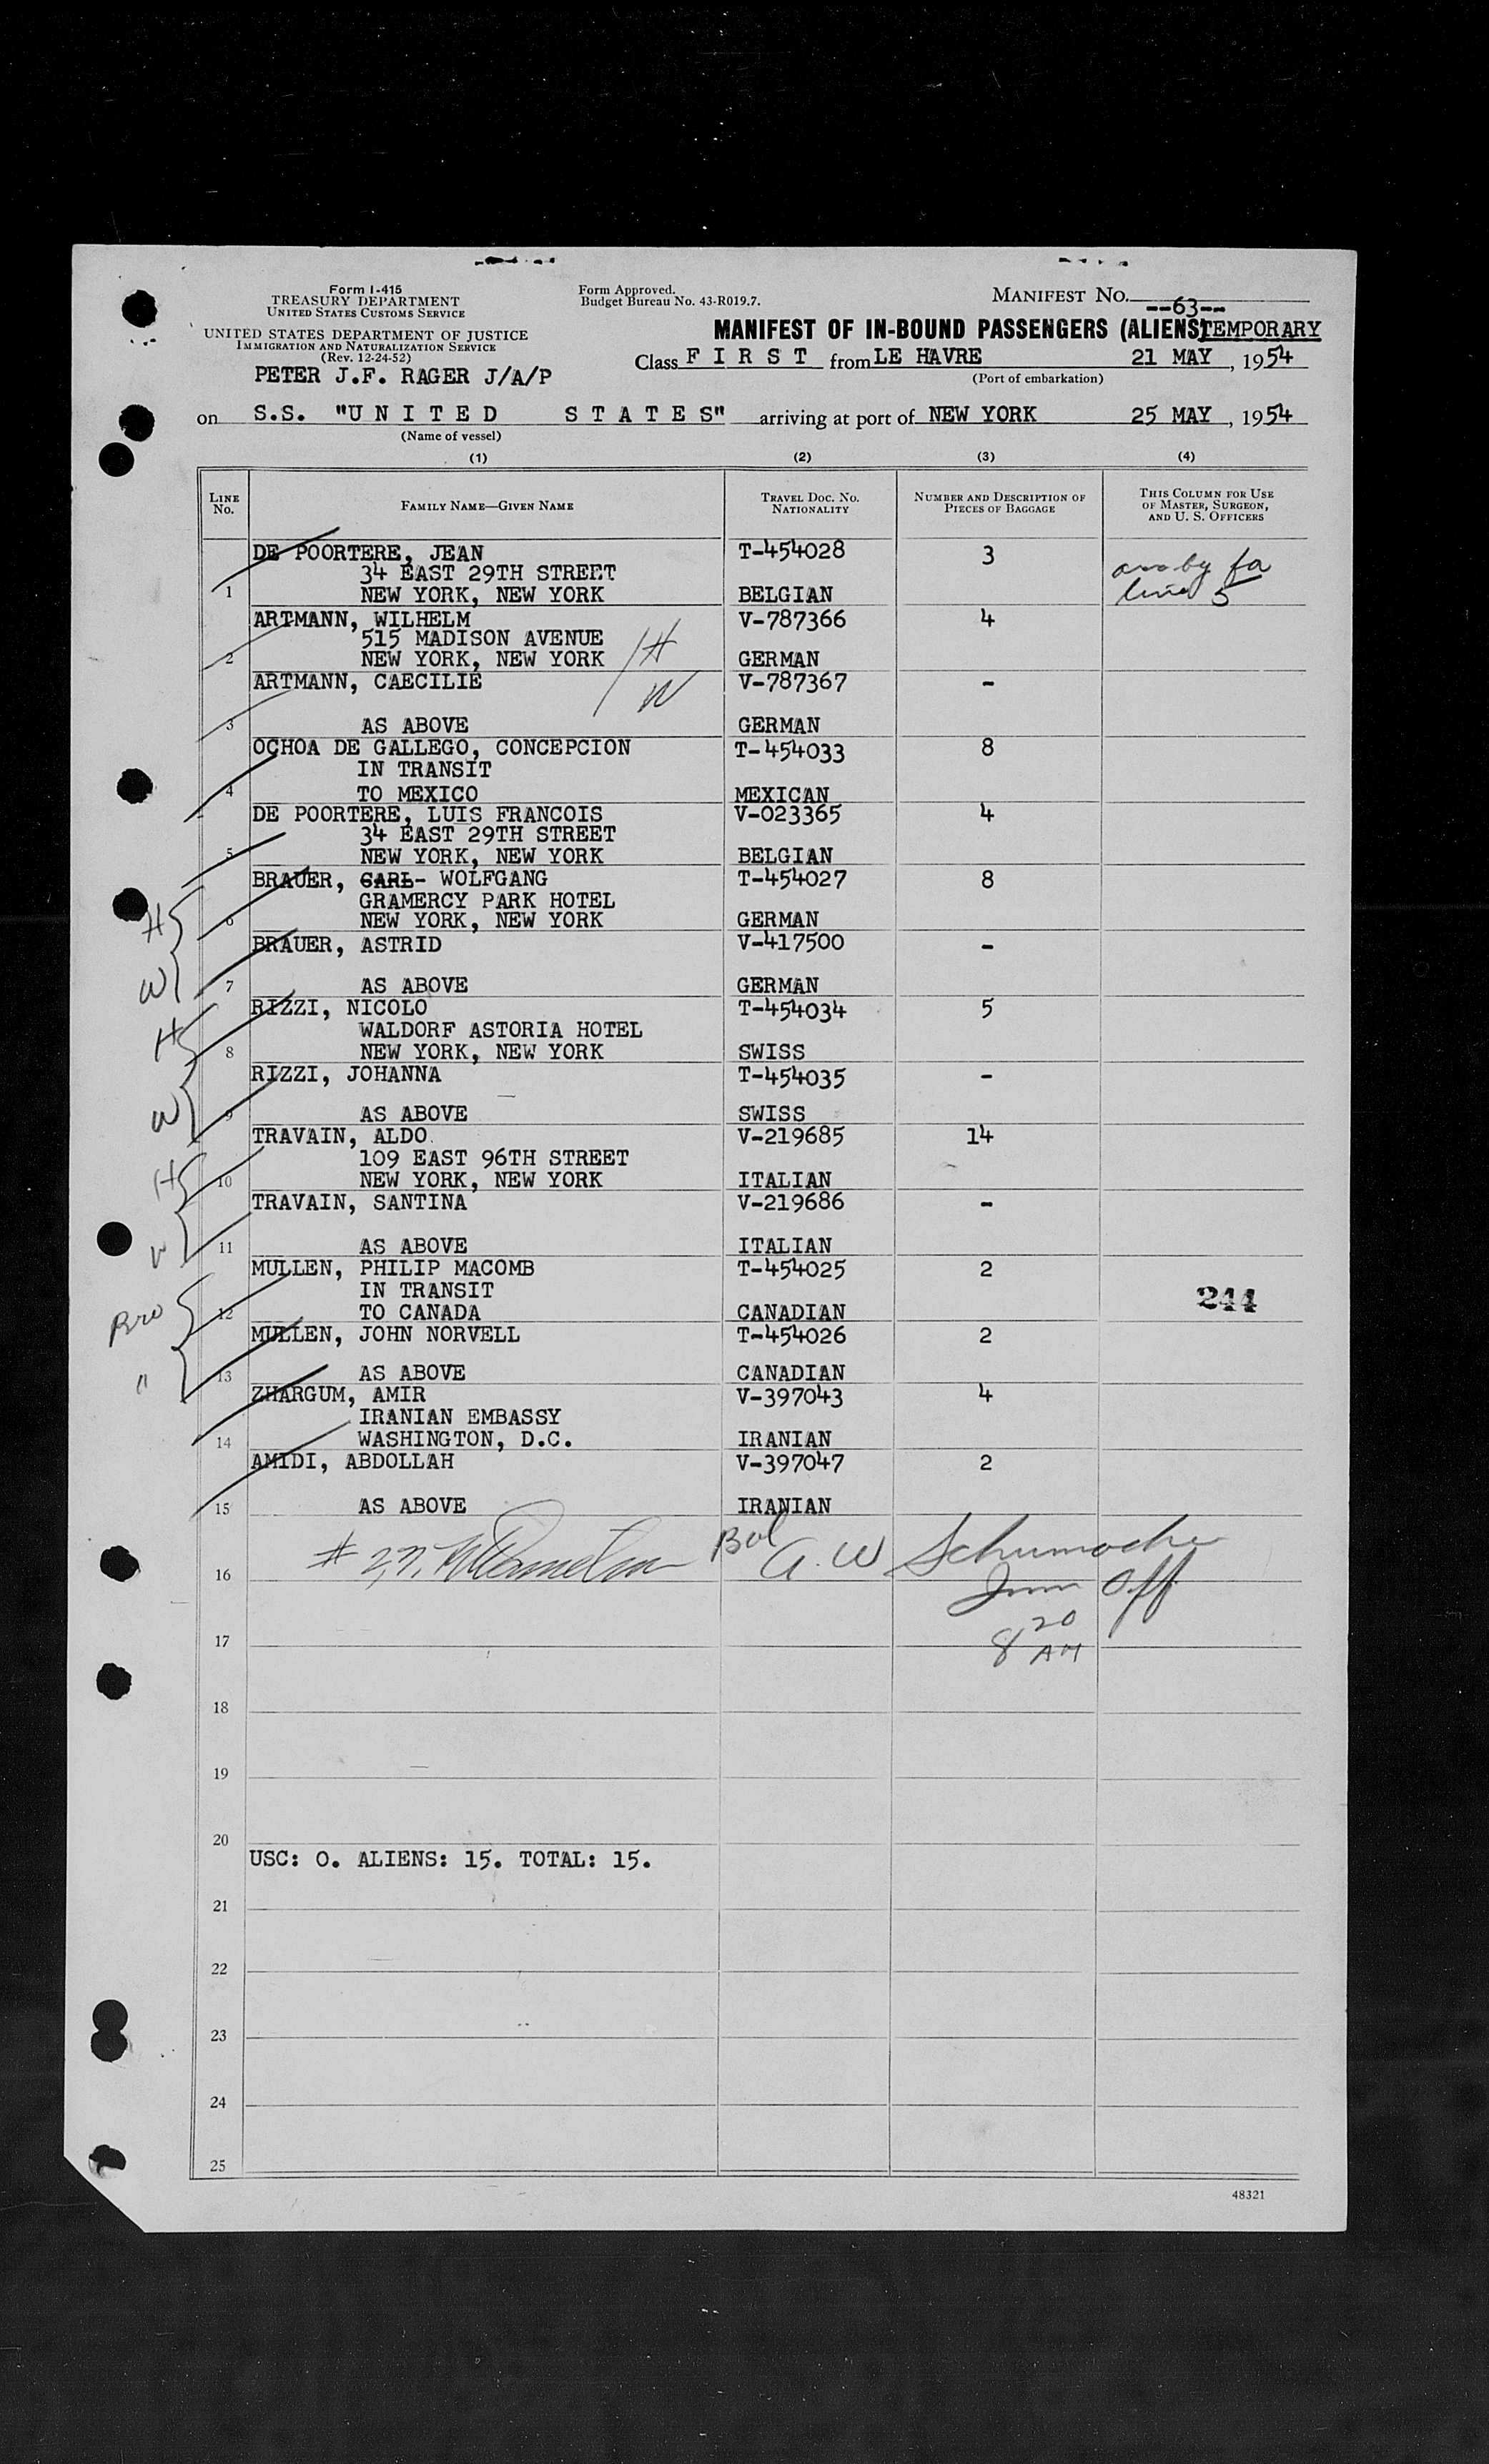 Form I-415
TREASURY DEPARTMENT
UNITED STATES CUSTOMS SERVICE
UNITED STATES DEPARTMENT OF JUSTICE
IMMIGRATION AND NATURALIZATION SERVICE
(Rev. 12-24-52)
PETER J.F. RAGER J/A/P
Form Approved.
Budget Bureau No. 43-R019.7.
MANIFEST NO. --63--
MANIFEST OF IN-BOUND PASSENGERS (ALIENS) TEMPORARY
Class F I R S T from LE HAVRE 21 MAY, 1954
(Port of embarkation)
on S.S. "U N I T E D S T A T E S" arriving at port of NEW YORK 25 MAY, 1954
(Name of vessel)
(1) (2) (3) (4)
LINE NO. FAMILY NAME—GIVEN NAME TRAVEL DOC. NO. NATIONALITY NUMBER AND DESCRIPTION OF PIECES OF BAGGAGE THIS COLUMN FOR USE OF MASTER, SURGEON, AND U. S. OFFICERS
DE POORTERE, JEAN T-454028 3
34 EAST 29TH STREET by fa
1 NEW YORK, NEW YORK BELGIAN line 5
ARTMANN, WILHELM V-787366 4
515 MADISON AVENUE H
2 NEW YORK, NEW YORK GERMAN
ARTMANN, CAECILIE V-787367 -
W
3 AS ABOVE GERMAN
OCHOA DE GALLEGO, CONCEPCION T-454033 8
IN TRANSIT
4 TO MEXICO MEXICAN
DE POORTERE, LUIS FRANCOIS V-023365 4
34 EAST 29TH STREET
5 NEW YORK, NEW YORK BELGIAN
BRAUER, CARL- WOLFGANG T-454027 8
GRAMERCY PARK HOTEL
H 6 NEW YORK, NEW YORK GERMAN
BRAUER, ASTRID V-417500 -
W 7 AS ABOVE GERMAN
RIZZI, NICOLO T-454034 5
WALDORF ASTORIA HOTEL
H 8 NEW YORK, NEW YORK SWISS
RIZZI, JOHANNA T-454035 -
W 9 AS ABOVE SWISS
TRAVAIN, ALDO V-219685 14
109 EAST 96TH STREET
H 10 NEW YORK, NEW YORK ITALIAN
TRAVAIN, SANTINA V-219686 -
W 11 AS ABOVE ITALIAN
MULLEN, PHILIP MACOMB T-454025 2
IN TRANSIT 244
Bro 12 TO CANADA CANADIAN
MULLEN, JOHN NORVELL T-454026 2
" 13 AS ABOVE CANADIAN
ZHARGUM, AMIR V-397043 4
IRANIAN EMBASSY
14 WASHINGTON, D.C. IRANIAN
AMIDI, ABDOLLAH V-397047 2
15 AS ABOVE IRANIAN
16 Bal A. W Schumacher
Imm Off
17 8 20 AM
18
19
20
USC: 0. ALIENS: 15. TOTAL: 15.
21
22
23
24
25
48321